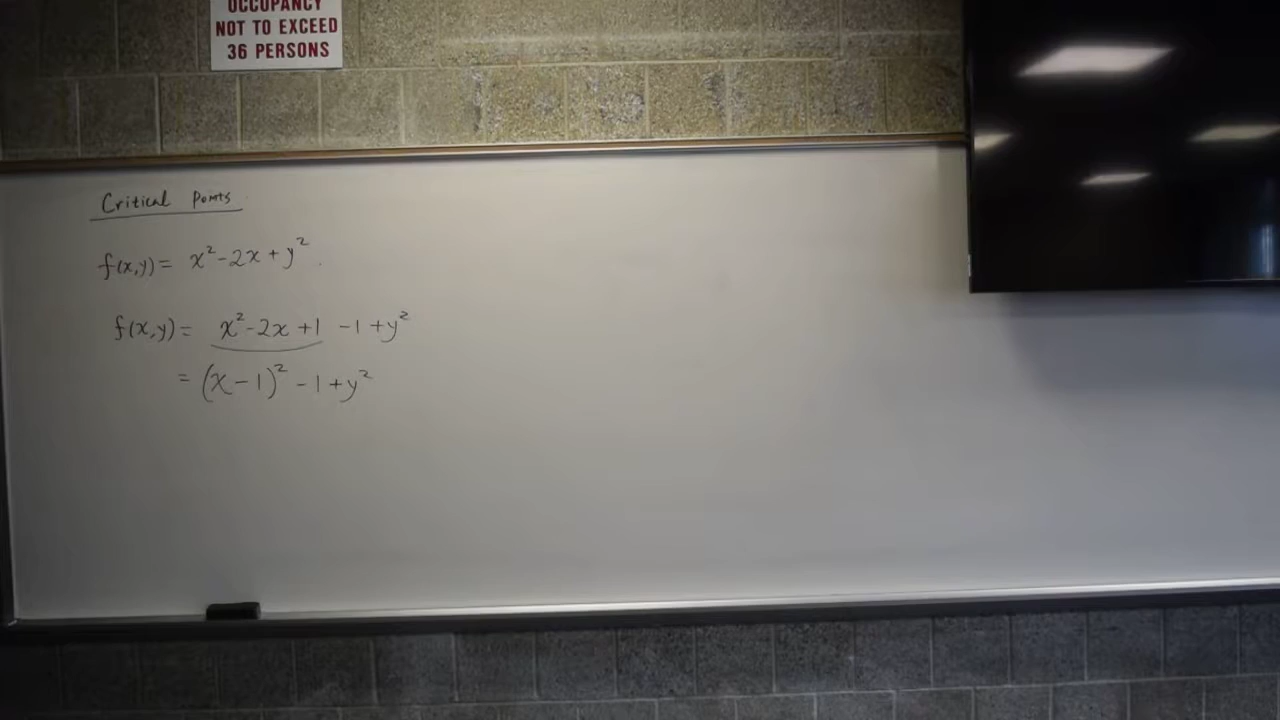 OCCUPANCY
NOT TO EXCEED
36 PERSONS
Critical Points
f(x,y) = x² - 2x + y²
f(x,y) = x² - 2x + 1 - 1 + y²
= (x - 1)² - 1 + y²